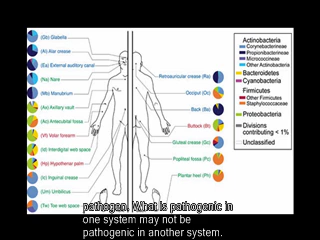 (Gb) Glabella
(Al) Alar crease
(Ea) External auditory canal
(Na) Nare
(Mb) Manubrium
(Ax) Axillary vault
(Ac) Antecubital fossa
(Vf) Volar forearm
(Id) Interdigital web space
(Hp) Hypothenar palm
(Ic) Inguinal crease
(Um) Umbilicus
(Tw) Toe web space
Retroauricular crease (Ra)
Occiput (Oc)
Back (Ba)
Buttock (Bt)
Gluteal crease (Gc)
Popliteal fossa (Pc)
Plantar heel (Ph)
Actinobacteria
Corynebacterineae
Propionibacterineae
Micrococcineae
Other Actinobacteria
Bacteroidetes
Cyanobacteria
Firmicutes
Other Firmicutes
Staphylococcaceae
Proteobacteria
Divisions
contributing < 1%
Unclassified
pathogen. What is pathogenic in
one system may not be
pathogenic in another system.